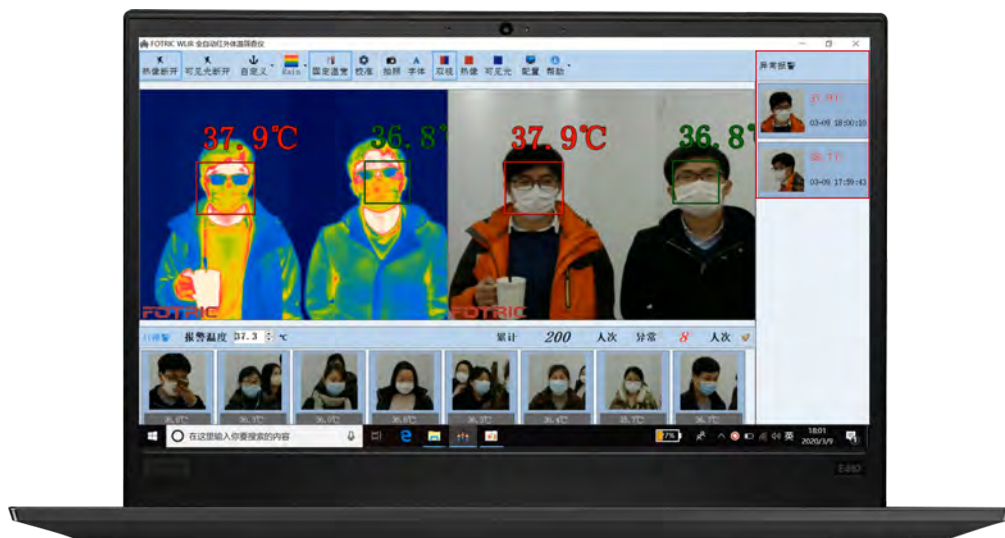 FOTRIC WLIR 全自动红外体温筛查仪
热像断开 可见光断开 自定义 Rain 固定温宽 校准 拍照 字体 双视 热像 可见光 配置 帮助
异常报警
37.9℃ 36.8℃ 37.9℃ 36.8℃
03-09 18:00:10
03-09 17:59:43
FOTRIC FOTRIC
报警温度 37.3 ℃ 累计 200 人次 异常 8 人次
36.4℃
在这里输入你要搜索的内容
7% 英 18:01
2020/3/9
E480